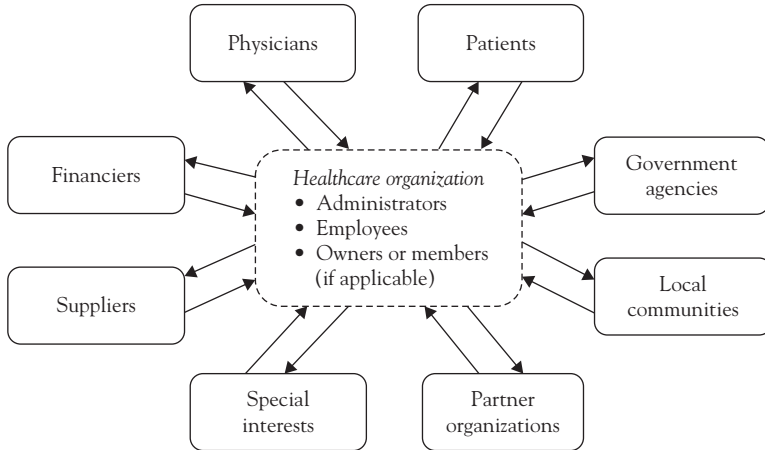 Physicians
Patients
Financiers
Government
agencies
Healthcare organization
• Administrators
• Employees
• Owners or members
(if applicable)
Suppliers
Local
communities
Special
interests
Partner
organizations